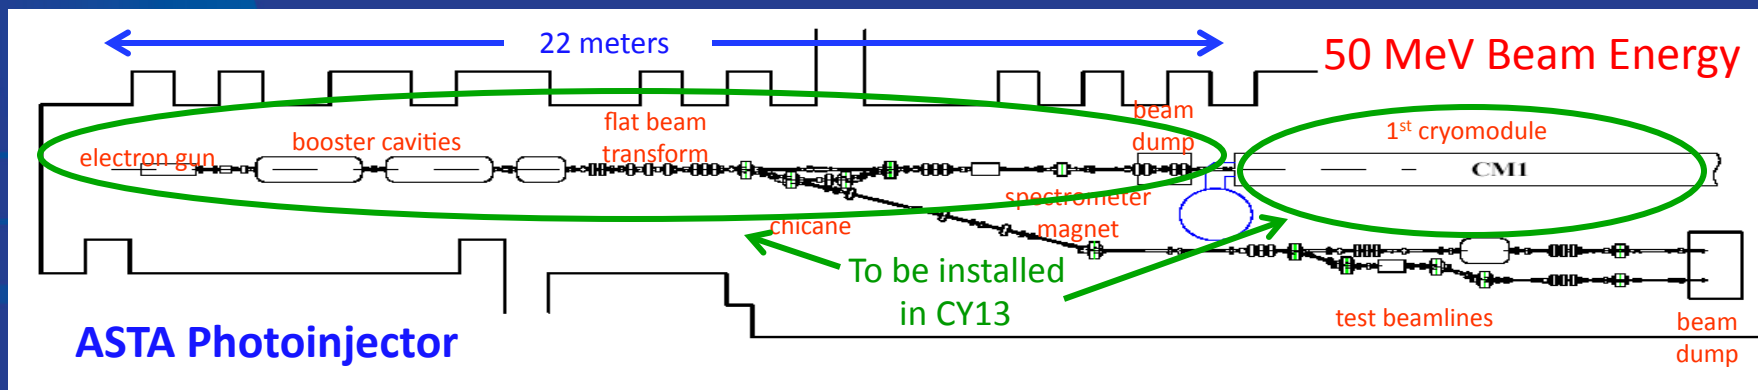 22 meters
50 MeV Beam Energy
electron gun
booster cavities
flat beam
transform
beam
dump
1st cryomodule
CM1
chicane
spectrometer
magnet
To be installed
in CY13
test beamlines
beam
dump
ASTA Photoinjector